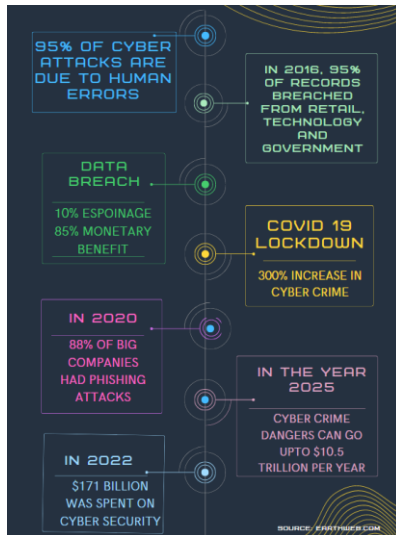 95% OF CYBER
ATTACKS ARE
DUE TO HUMAN
ERRORS
IN 2016, 95%
OF RECORDS
BREACHED
FROM RETAIL,
TECHNOLOGY
AND
GOVERNMENT
DATA
BREACH
10% ESPOINAGE
85% MONETARY
BENEFIT
COVID 19
LOCKDOWN
300% INCREASE IN
CYBER CRIME
IN 2020
88% OF BIG
COMPANIES
HAD PHISHING
ATTACKS
IN THE YEAR
2025
CYBER CRIME
DANGERS CAN GO
UPTO $10.5
TRILLION PER YEAR
IN 2022
$171 BILLION
WAS SPENT ON
CYBER SECURITY
SOURCE: EARTHWEB.COM